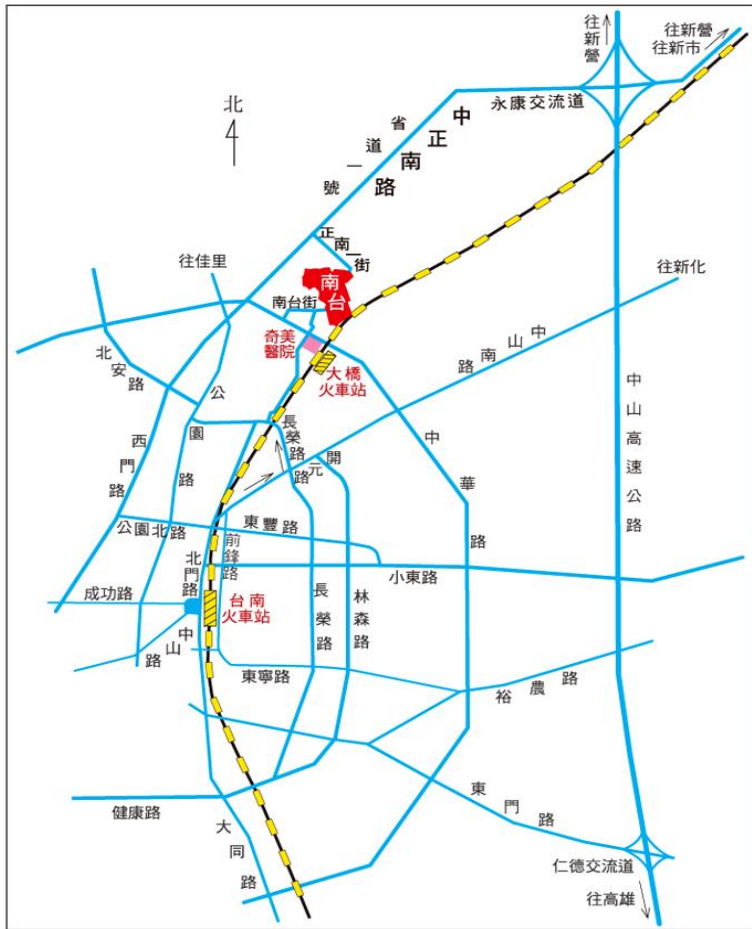 往新營
往新營
往新市
永康交流道
北
省道一號
中正南路
正南一街
往佳里
南台
南台街
往新化
奇美
醫院
大橋
火車站
中山南路
北安路
公園路
長榮路
開元路
中華路
中山高速公路
西門路
公園北路
東豐路
前鋒路
北門路
小東路
成功路
台南
火車站
長榮路
林森路
中山路
東寧路
裕農路
健康路
大同路
東門路
仁德交流道
往高雄